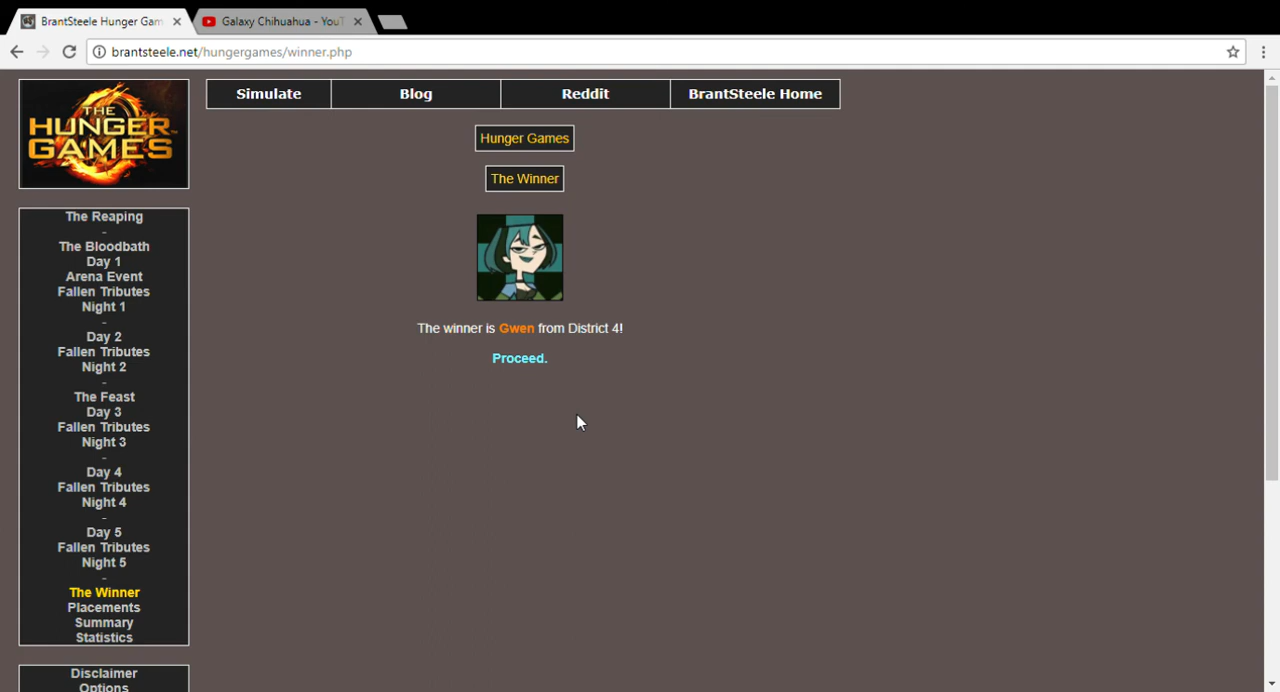 BrantSteele Hunger Gam
Galaxy Chihuahua - YouT
brantsteele.net/hungergames/winner.php
THE
HUNGER
GAMES
Simulate
Blog
Reddit
BrantSteele Home
Hunger Games
The Winner
The winner is Gwen from District 4!
Proceed.
The Reaping
-
The Bloodbath
Day 1
Arena Event
Fallen Tributes
Night 1
-
Day 2
Fallen Tributes
Night 2
-
The Feast
Day 3
Fallen Tributes
Night 3
-
Day 4
Fallen Tributes
Night 4
-
Day 5
Fallen Tributes
Night 5
-
The Winner
Placements
Summary
Statistics
Disclaimer
Options